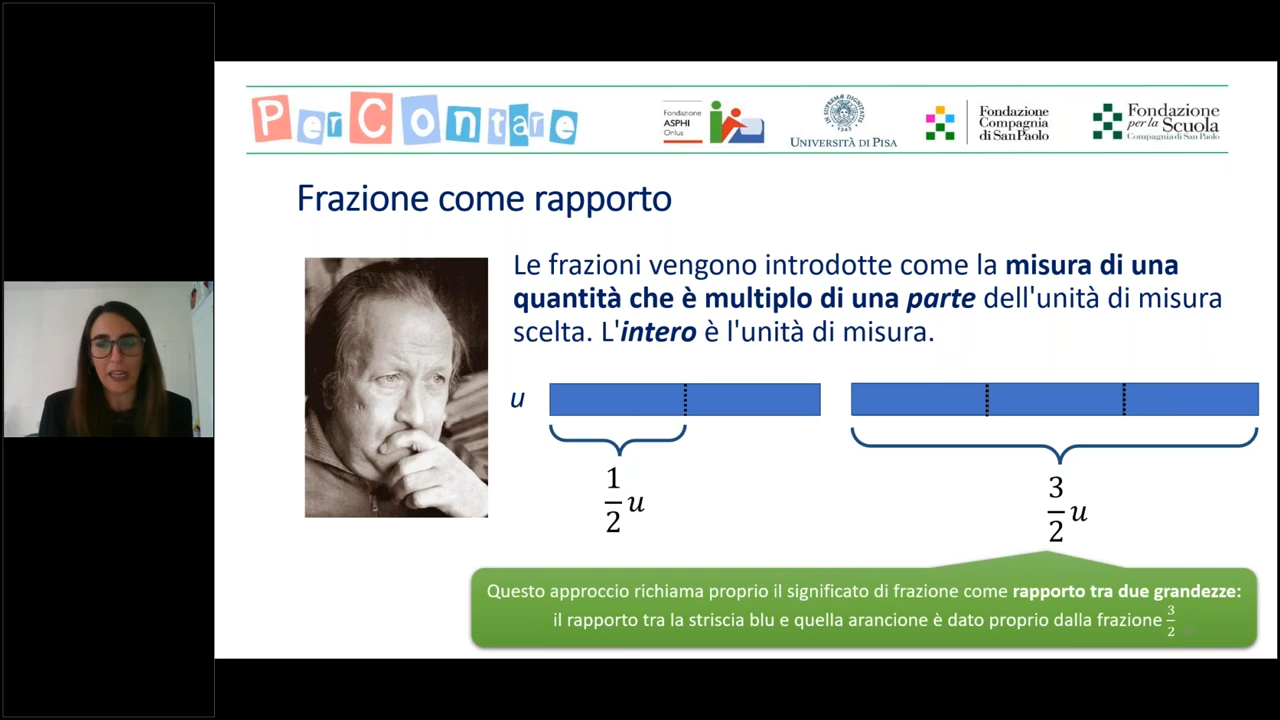 PerContare
Fondazione
ASPHI
Onlus
UNIVERSITÀ DI PISA
Fondazione
Compagnia
di San Paolo
Fondazione
per la Scuola
Compagnia di San Paolo
Frazione come rapporto
Le frazioni vengono introdotte come la misura di una
quantità che è multiplo di una parte dell'unità di misura
scelta. L'intero è l'unità di misura.
u
1/2 u
3/2 u
Questo approccio richiama proprio il significato di frazione come rapporto tra due grandezze:
il rapporto tra la striscia blu e quella arancione è dato proprio dalla frazione 3/2